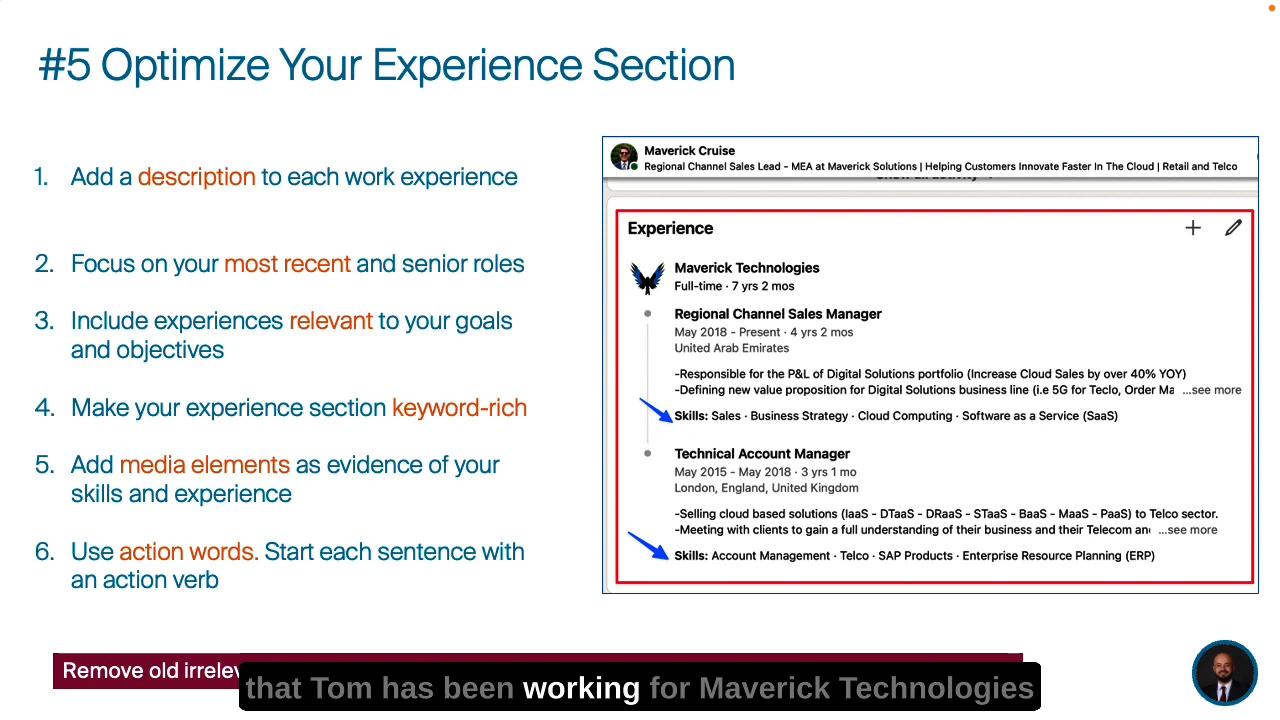 #5 Optimize Your Experience Section
1. Add a description to each work experience
2. Focus on your most recent and senior roles
3. Include experiences relevant to your goals
and objectives
4. Make your experience section keyword-rich
5. Add media elements as evidence of your
skills and experience
6. Use action words. Start each sentence with
an action verb
Maverick Cruise
Regional Channel Sales Lead - MEA at Maverick Solutions | Helping Customers Innovate Faster In The Cloud | Retail and Telco
Experience
Maverick Technologies
Full-time · 7 yrs 2 mos
Regional Channel Sales Manager
May 2018 - Present · 4 yrs 2 mos
United Arab Emirates
-Responsible for the P&L of Digital Solutions portfolio (Increase Cloud Sales by over 40% YOY)
-Defining new value proposition for Digital Solutions business line (i.e 5G for Teclo, Order Ma ...see more
Skills: Sales · Business Strategy · Cloud Computing · Software as a Service (SaaS)
Technical Account Manager
May 2015 - May 2018 · 3 yrs 1 mo
London, England, United Kingdom
-Selling cloud based solutions (IaaS - DTaaS - DRaaS - STaaS - BaaS - MaaS - PaaS) to Telco sector.
-Meeting with clients to gain a full understanding of their business and their Telecom an ...see more
Skills: Account Management · Telco · SAP Products · Enterprise Resource Planning (ERP)
Remove old
that Tom has been working for Maverick Technologies